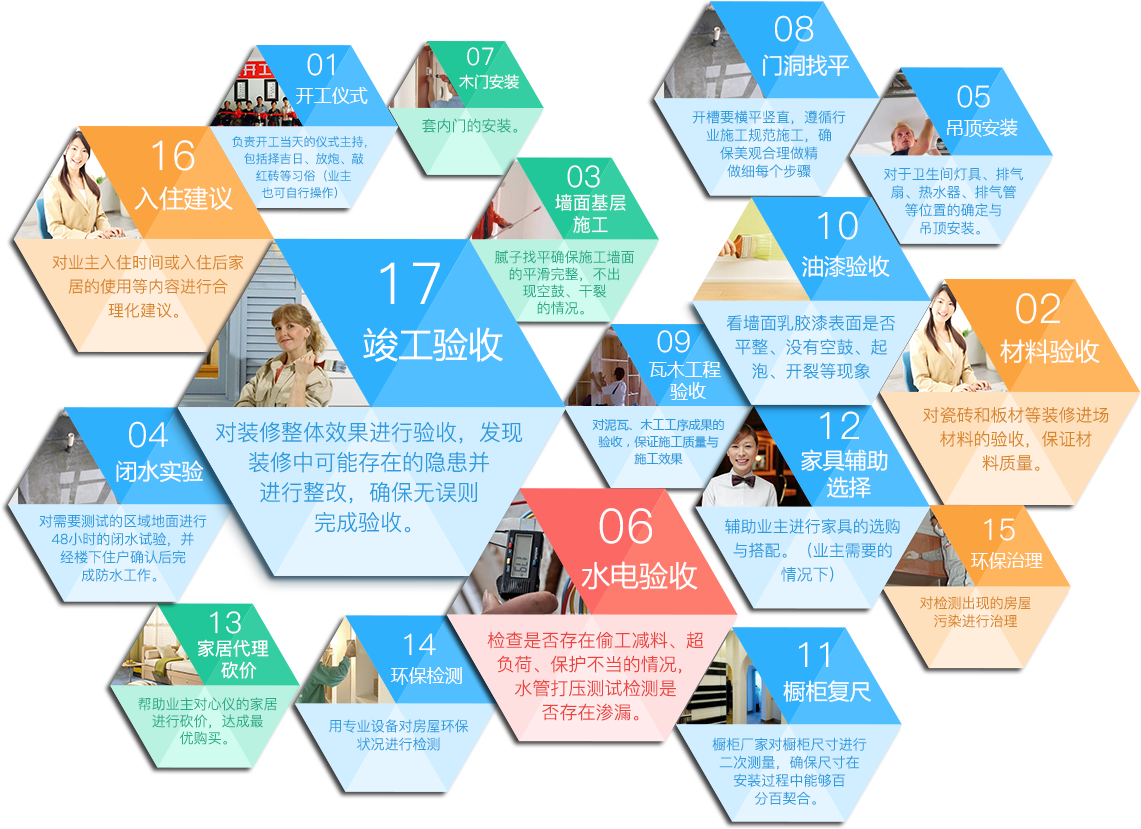 01
开工仪式
负责开工当天的仪式主持，
包括择吉日、放炮、敲
红砖等习俗（业主
也可自行操作）
07
木门安装
套内门的安装。
08
门洞找平
开槽要横平竖直，遵循行
业施工规范施工，确
保美观合理做精
做细每个步骤
05
吊顶安装
对于卫生间灯具、排气
扇、热水器、排气管
等位置的确定与
吊顶安装。
16
入住建议
对业主入住时间或入住后家
居的使用等内容进行合
理化建议。
03
墙面基层
施工
腻子找平确保施工墙面
的平滑完整，不出
现空鼓、干裂
的情况。
10
油漆验收
看墙面乳胶漆表面是否
平整、没有空鼓、起
泡、开裂等现象
17
竣工验收
对装修整体效果进行验收，发现
装修中可能存在的隐患并
进行整改，确保无误则
完成验收。
02
材料验收
对瓷砖和板材等装修进场
材料的验收，保证材
料质量。
09
瓦木工程
验收
对泥瓦、木工工序成果的
验收，保证施工质量与
施工效果
04
闭水实验
对需要测试的区域地面进行
48小时的闭水试验，并
经楼下住户确认后完
成防水工作。
12
家具辅助
选择
辅助业主进行家具的选购
与搭配。（业主需要的
情况下）
06
水电验收
检查是否存在偷工减料、超
负荷、保护不当的情况，
水管打压测试检测是
否存在渗漏。
15
环保治理
对检测出现的房屋
污染进行治理
13
家居代理
砍价
帮助业主对心仪的家居
进行砍价，达成最
优购买。
14
环保检测
用专业设备对房屋环保
状况进行检测
11
橱柜复尺
橱柜厂家对橱柜尺寸进行
二次测量，确保尺寸在
安装过程中能够百
分百契合。
开工